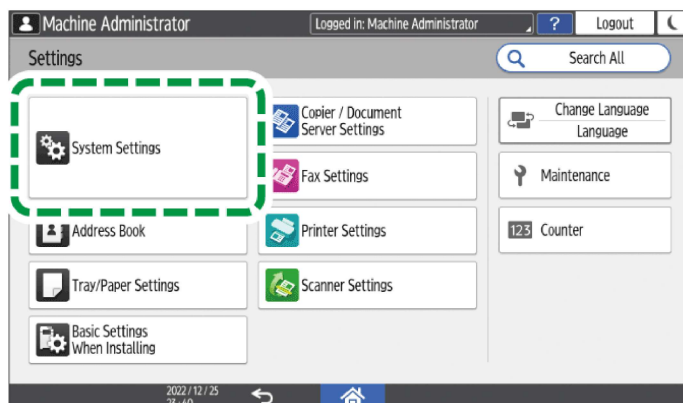 Machine Administrator
Logged in: Machine Administrator
?
Logout
Settings
Search All
System Settings
Copier / Document
Server Settings
Change Language
Language
Fax Settings
Maintenance
Address Book
Printer Settings
123 Counter
Tray/Paper Settings
Scanner Settings
Basic Settings
When Installing
2022/12/25